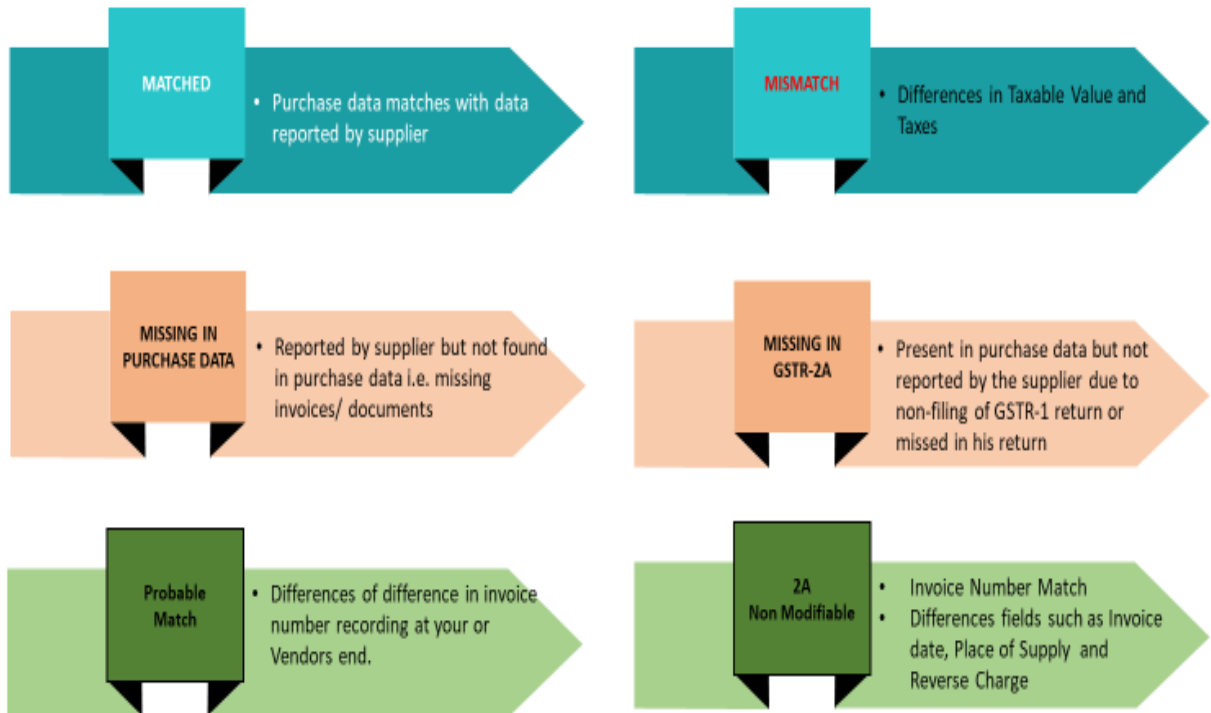 MATCHED
• Purchase data matches with data
reported by supplier
MISMATCH
• Differences in Taxable Value and
Taxes
MISSING IN
PURCHASE DATA
• Reported by supplier but not found
in purchase data i.e. missing
invoices/ documents
MISSING IN
GSTR-2A
• Present in purchase data but not
reported by the supplier due to
non-filing of GSTR-1 return or
missed in his return
Probable
Match
• Differences of difference in invoice
number recording at your or
Vendors end.
2A
Non Modifiable
• Invoice Number Match
• Differences fields such as Invoice
date, Place of Supply and
Reverse Charge